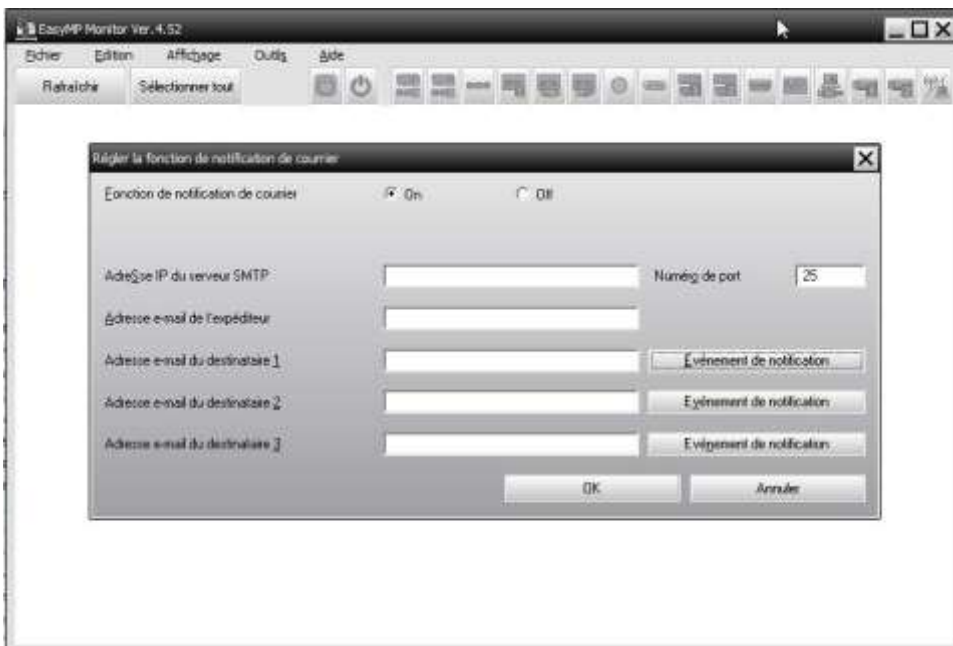 EasyMP Monitor Ver. 4.52
Fichier Edition Affichage Outils Aide
Rafraîchir Sélectionner tout
Régler la fonction de notification de courrier
Fonction de notification de courrier On Off
AdreSse IP du serveur SMTP Numéro de port 25
Adresse e-mail de l'expéditeur
Adresse e-mail du destinataire 1 Evénement de notification
Adresse e-mail du destinataire 2 Evénement de notification
Adresse e-mail du destinataire 3 Evénement de notification
OK Annuler